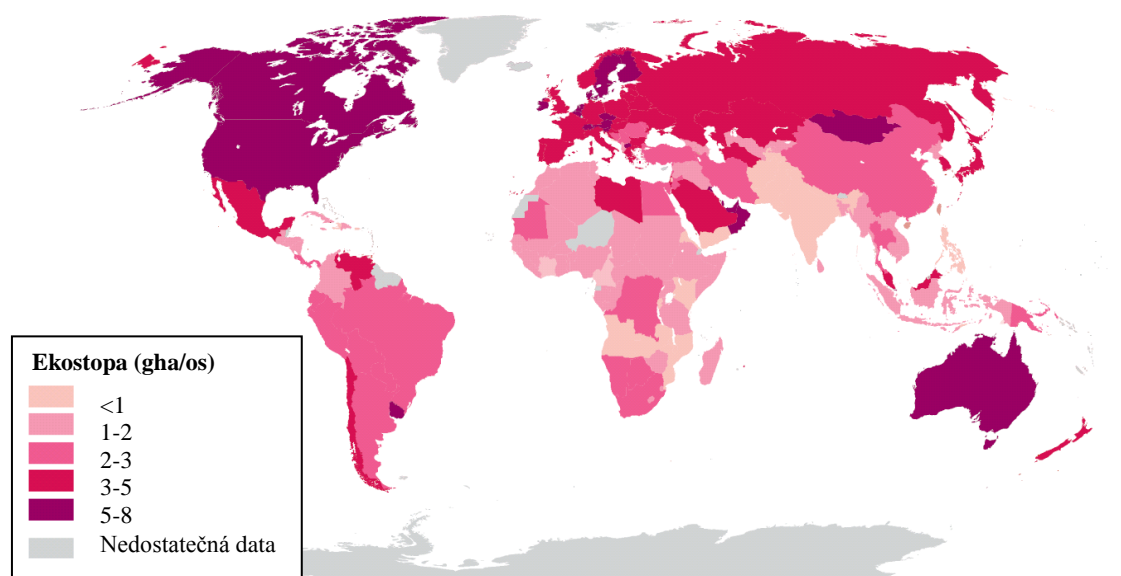 Ekostopa (gha/os)
<1
1-2
2-3
3-5
5-8
Nedostatečná data